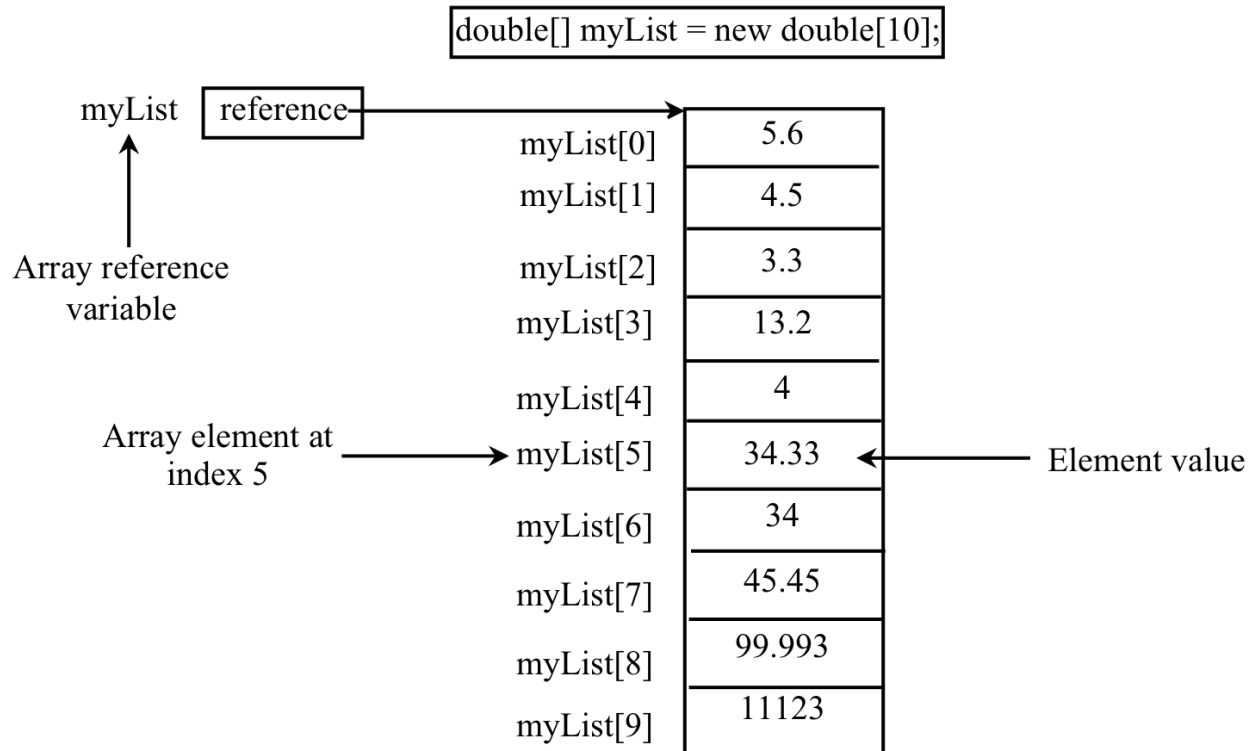 double[] myList = new double[10];
myList reference
myList[0] 5.6
myList[1] 4.5
Array reference
variable
myList[2] 3.3
myList[3] 13.2
myList[4] 4
Array element at
index 5
myList[5] 34.33
Element value
myList[6] 34
myList[7] 45.45
myList[8] 99.993
myList[9] 11123